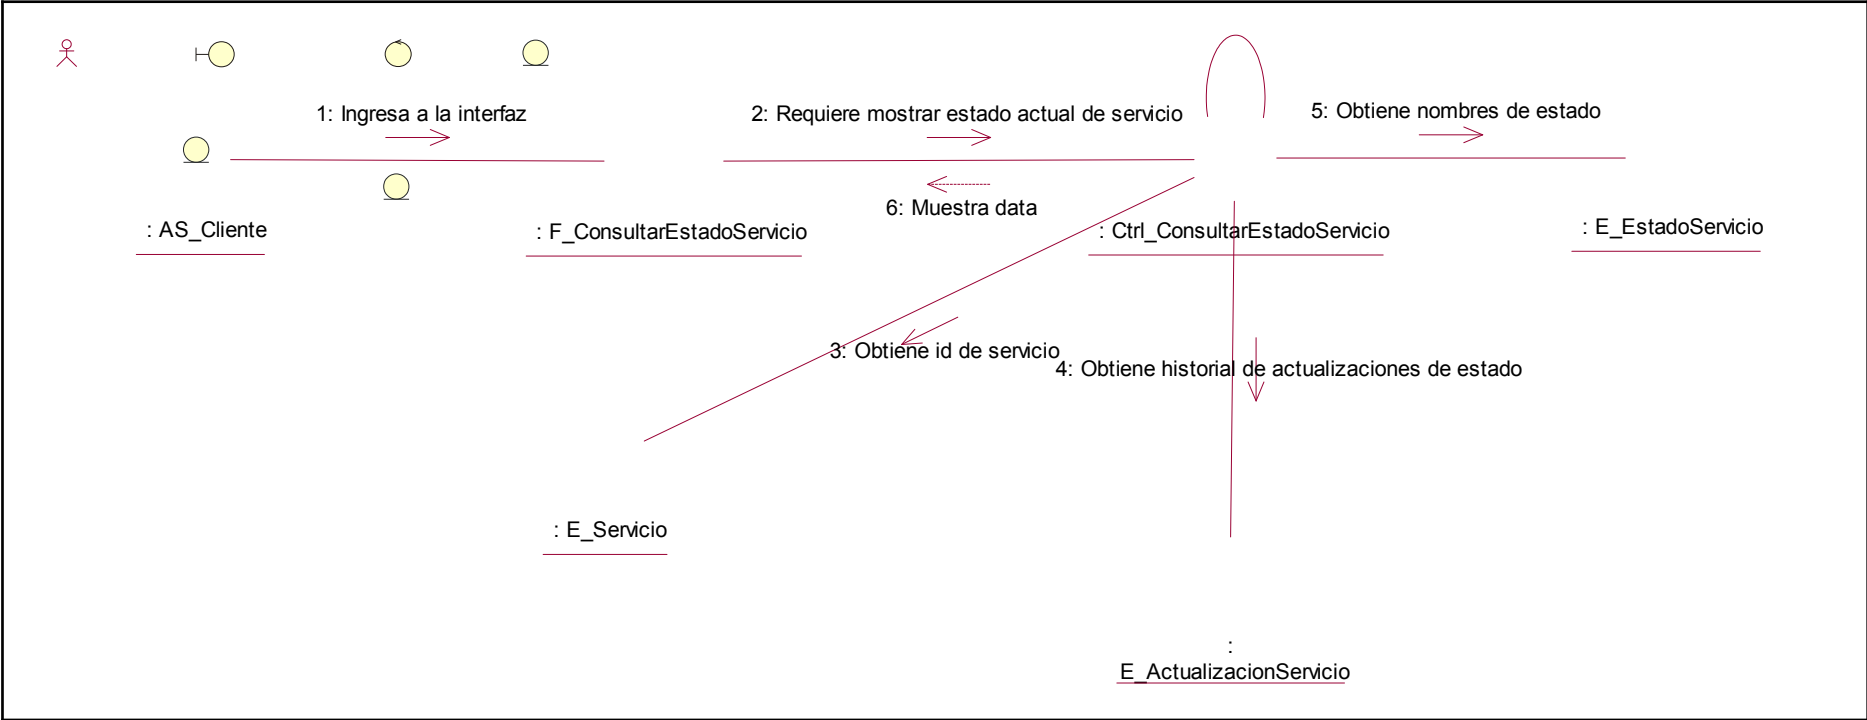 1: Ingresa a la interfaz
2: Requiere mostrar estado actual de servicio
5: Obtiene nombres de estado
6: Muestra data
: AS_Cliente
: F_ConsultarEstadoServicio
: Ctrl_ConsultarEstadoServicio
: E_EstadoServicio
3: Obtiene id de servicio
4: Obtiene historial de actualizaciones de estado
: E_Servicio
:
E_ActualizacionServicio